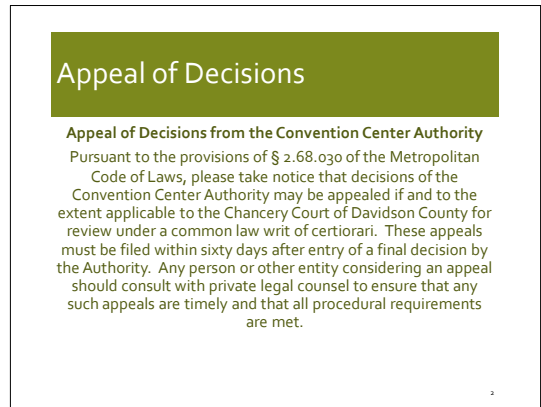 Appeal of Decisions
Appeal of Decisions from the Convention Center Authority
Pursuant to the provisions of § 2.68.030 of the Metropolitan
Code of Laws, please take notice that decisions of the
Convention Center Authority may be appealed if and to the
extent applicable to the Chancery Court of Davidson County for
review under a common law writ of certiorari.  These appeals
must be filed within sixty days after entry of a final decision by
the Authority.  Any person or other entity considering an appeal
should consult with private legal counsel to ensure that any
such appeals are timely and that all procedural requirements
are met.
2